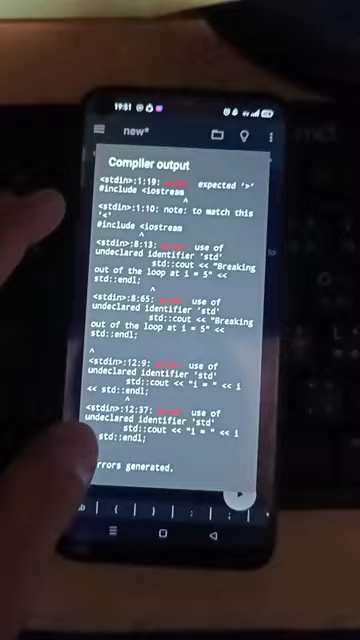 19:51
new*
Compiler output
<stdin>:1:19: error: expected '>'
#include <iostream
^
<stdin>:1:10: note: to match this
'<'
#include <iostream
^
<stdin>:8:13: error: use of
undeclared identifier 'std'
std::cout << "Breaking
out of the loop at i = 5" <<
std::endl;
^
<stdin>:8:65: error: use of
undeclared identifier 'std'
std::cout << "Breaking
out of the loop at i = 5" <<
std::endl;
^
<stdin>:12:9: error: use of
undeclared identifier 'std'
std::cout << "i = " << i
<< std::endl;
^
<stdin>:12:37: error: use of
undeclared identifier 'std'
std::cout << "i = " << i
std::endl;
rrors generated.
{ } : ;